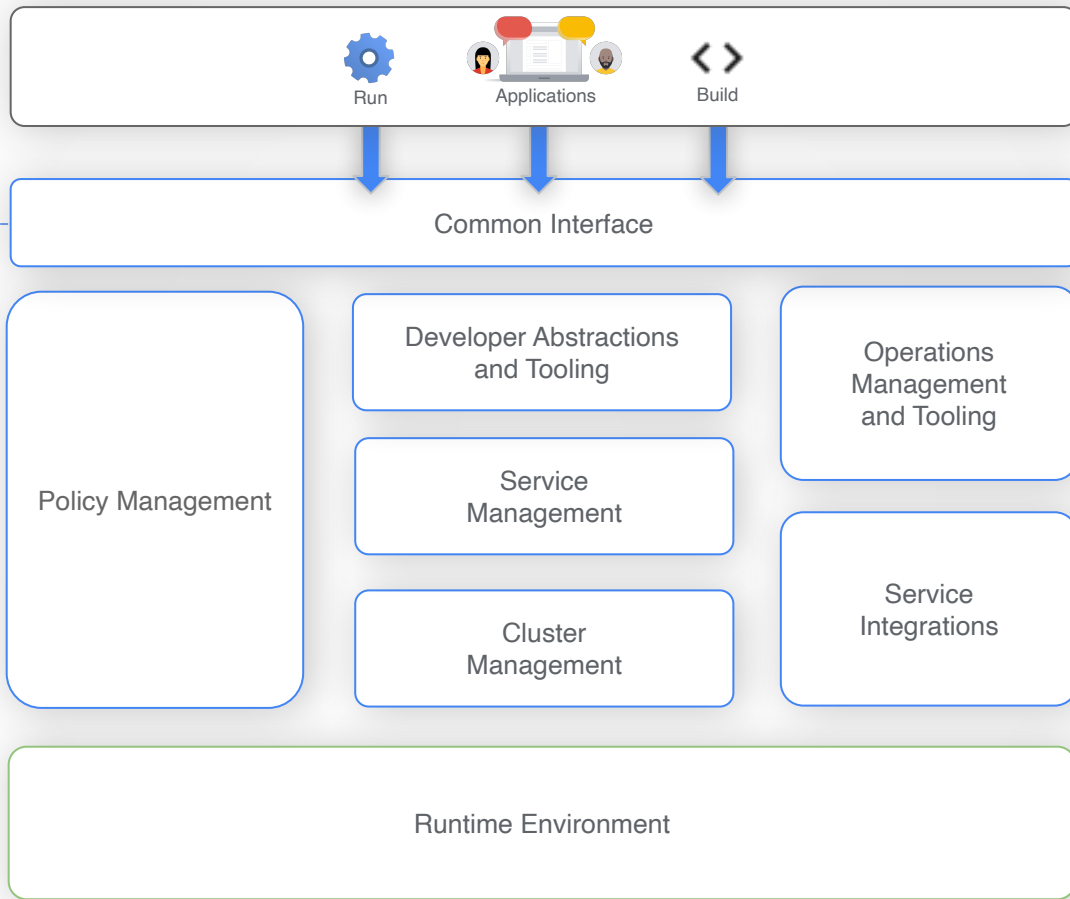 Run
Applications
Build
Common Interface
Policy Management
Developer Abstractions
and Tooling
Service
Management
Cluster
Management
Operations
Management
and Tooling
Service
Integrations
Runtime Environment